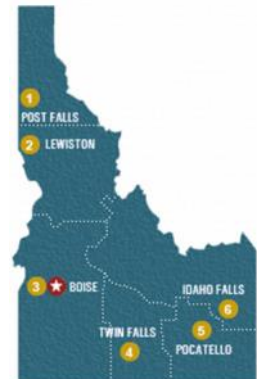 1
POST FALLS
2 LEWISTON
3 BOISE
IDAHO FALLS
6
TWIN FALLS
5
4
POCATELLO